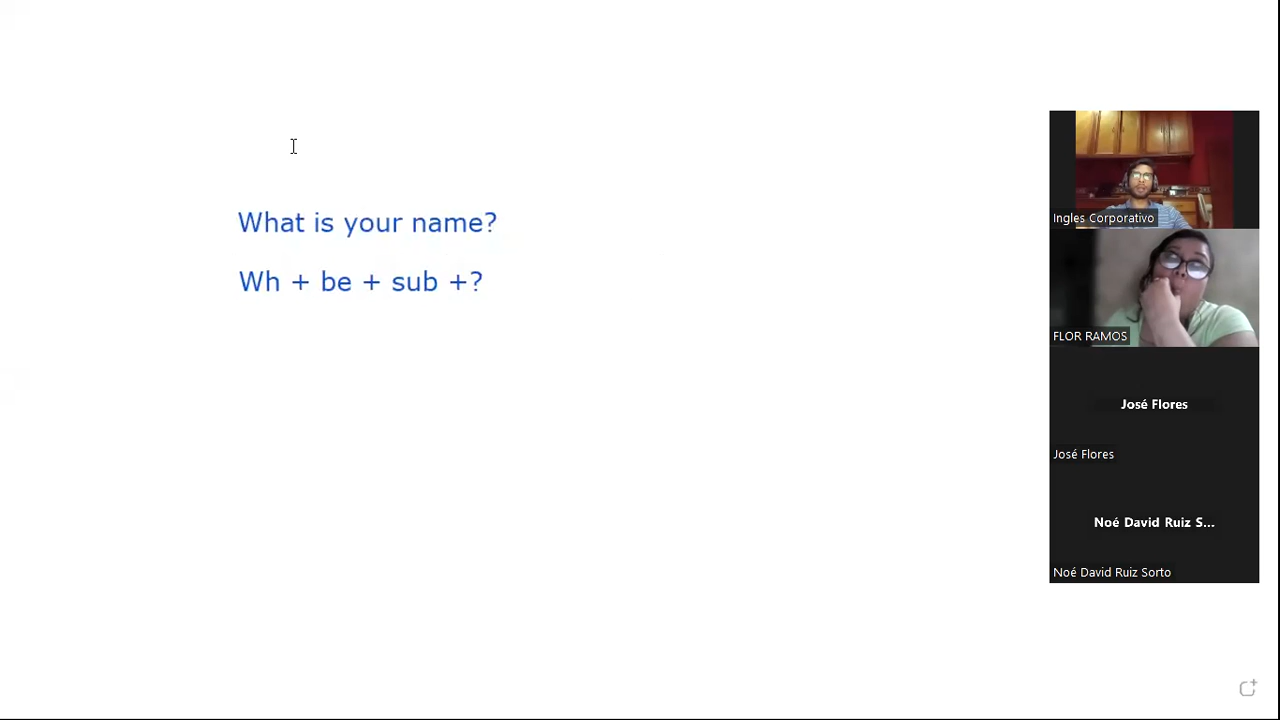 What is your name?
Wh + be + sub +?
Ingles Corporativo
FLOR RAMOS
José Flores
José Flores
Noé David Ruiz S...
Noé David Ruiz Sorto